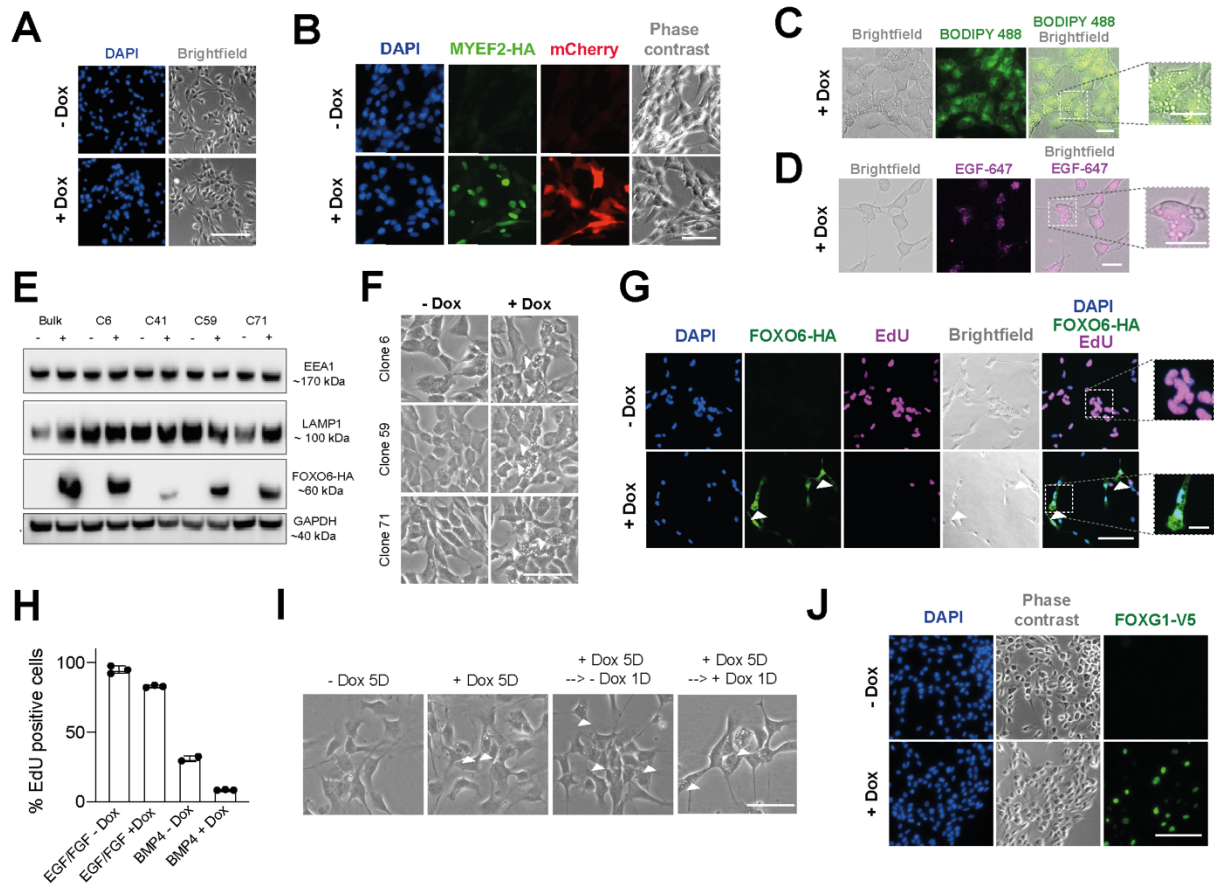 A
DAPI
Brightfield
- Dox
+ Dox
B
DAPI
MYEF2-HA
mCherry
Phase
contrast
- Dox
+ Dox
C
Brightfield
BODIPY 488
BODIPY 488
Brightfield
+ Dox
D
Brightfield
EGF-647
Brightfield
EGF-647
+ Dox
E
Bulk C6 C41 C59 C71
- + - + - + - + - +
EEA1
~170 kDa
LAMP1
~ 100 kDa
FOXO6-HA
~60 kDa
GAPDH
~40 kDa
F
- Dox + Dox
Clone 6
Clone 59
Clone 71
G
DAPI
FOXO6-HA
EdU
Brightfield
DAPI
FOXO6-HA
EdU
- Dox
+ Dox
H
% EdU positive cells
100
50
0
EGF/FGF - Dox
EGF/FGF +Dox
BMP4 - Dox
BMP4 + Dox
I
- Dox 5D
+ Dox 5D
+ Dox 5D
--> - Dox 1D
+ Dox 5D
--> + Dox 1D
J
DAPI
Phase
contrast
FOXG1-V5
- Dox
+ Dox